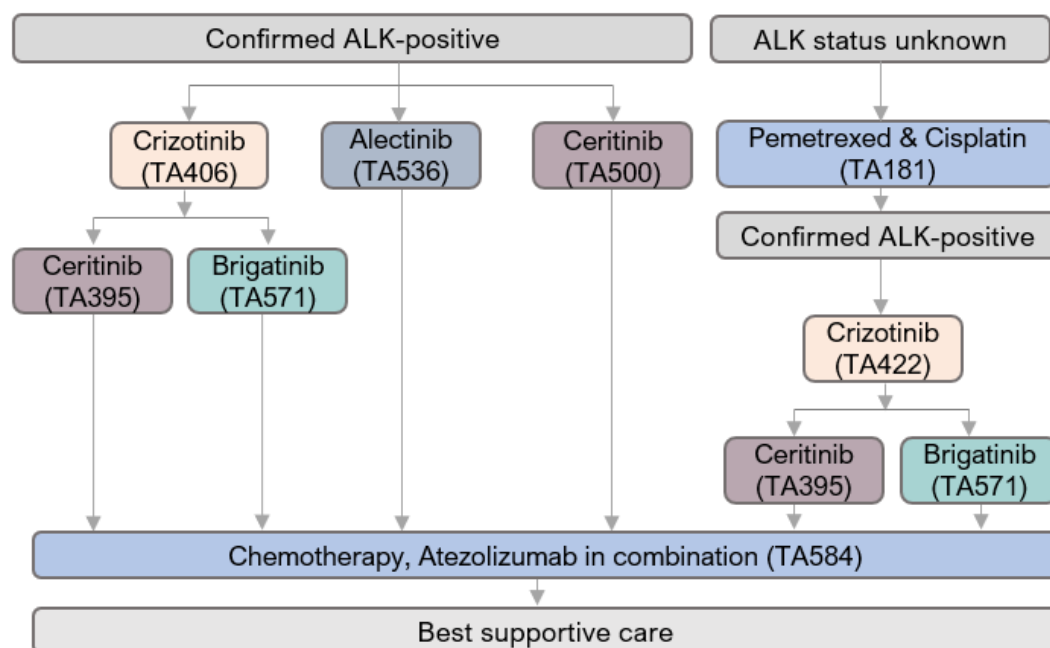 Confirmed ALK-positive
ALK status unknown
Crizotinib
(TA406)
Alectinib
(TA536)
Ceritinib
(TA500)
Pemetrexed & Cisplatin
(TA181)
Confirmed ALK-positive
Ceritinib
(TA395)
Brigatinib
(TA571)
Crizotinib
(TA422)
Ceritinib
(TA395)
Brigatinib
(TA571)
Chemotherapy, Atezolizumab in combination (TA584)
Best supportive care